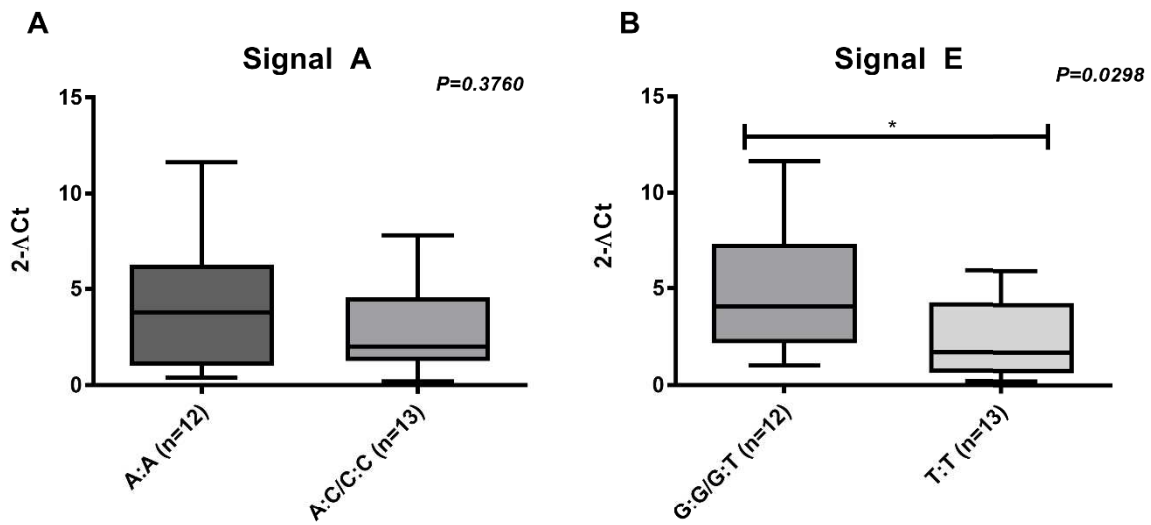 A
Signal A
P=0.3760
15
10
5
0
2-ΛCt
A:A (n=12)
A:C/C:C (n=13)
B
Signal E
P=0.0298
*
15
10
5
0
2-ΛCt
G:G/G:T (n=12)
T:T (n=13)